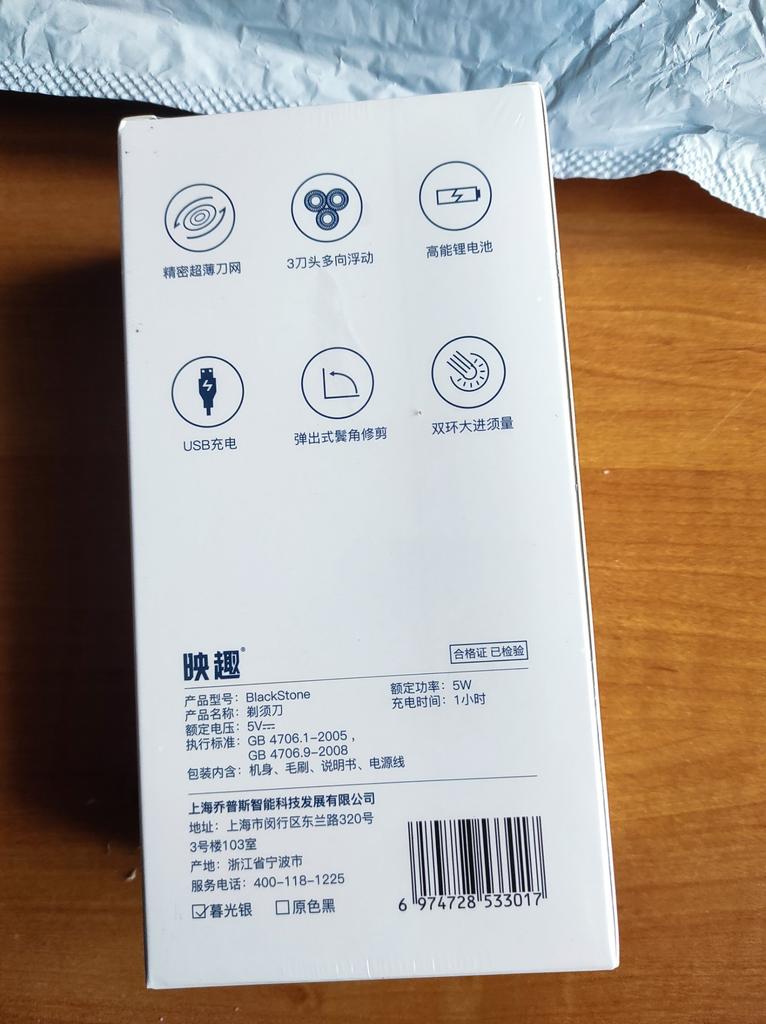 精密超薄刀网
3刀头多向浮动
高能锂电池
USB充电
弹出式鬓角修剪
双环大进须量
映趣®
合格证 已检验
产品型号：BlackStone
额定功率：5W
产品名称：剃须刀
充电时间：1小时
额定电压：5V⎓
执行标准：GB 4706.1-2005，
GB 4706.9-2008
包装内含：机身、毛刷、说明书、电源线
上海乔普斯智能科技发展有限公司
地址：上海市闵行区东兰路320号
3号楼103室
产地：浙江省宁波市
服务电话：400-118-1225
☑暮光银 ☐原色黑
6 974728 533017